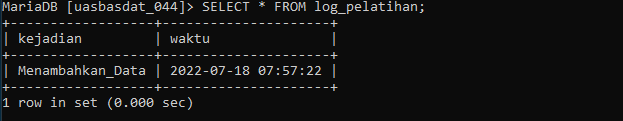 MariaDB [uasbasdat_044]> SELECT * FROM log_pelatihan;
+------------------+---------------------+
| kejadian         | waktu               |
+------------------+---------------------+
| Menambahkan_Data | 2022-07-18 07:57:22 |
+------------------+---------------------+
1 row in set (0.000 sec)